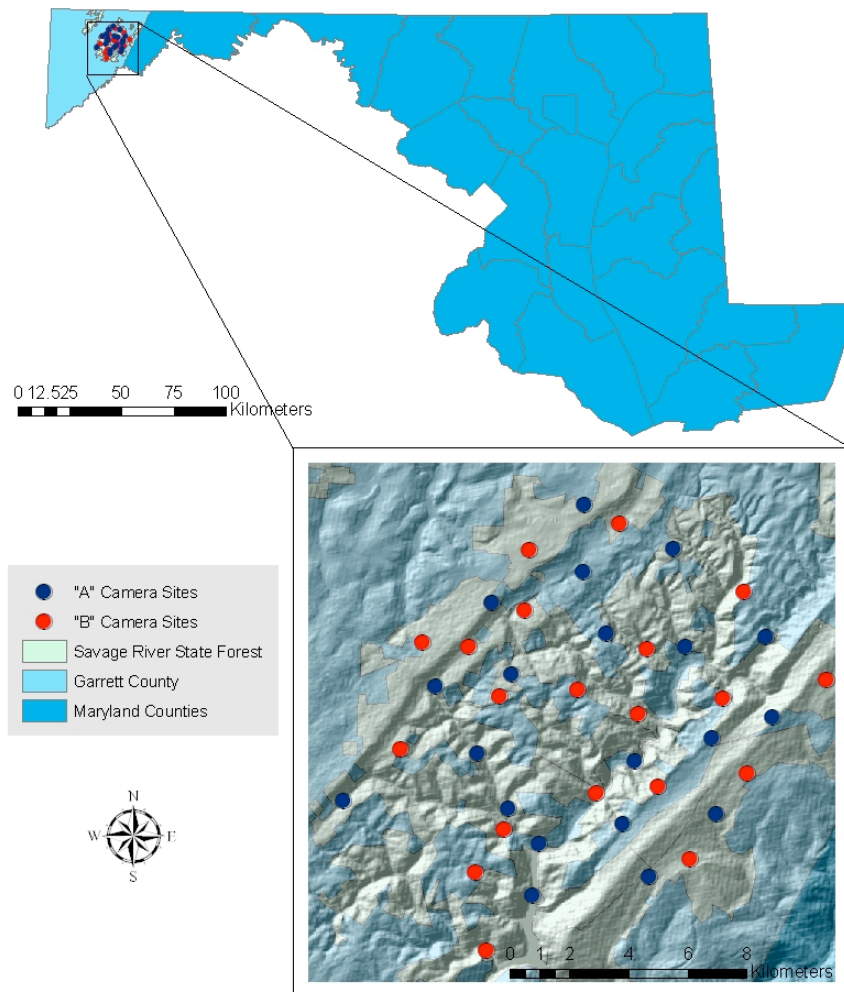 0 12.525 50 75 100
Kilometers
"A" Camera Sites
"B" Camera Sites
Savage River State Forest
Garrett County
Maryland Counties
N
W E
S
0 1 2 4 6 8
Kilometers